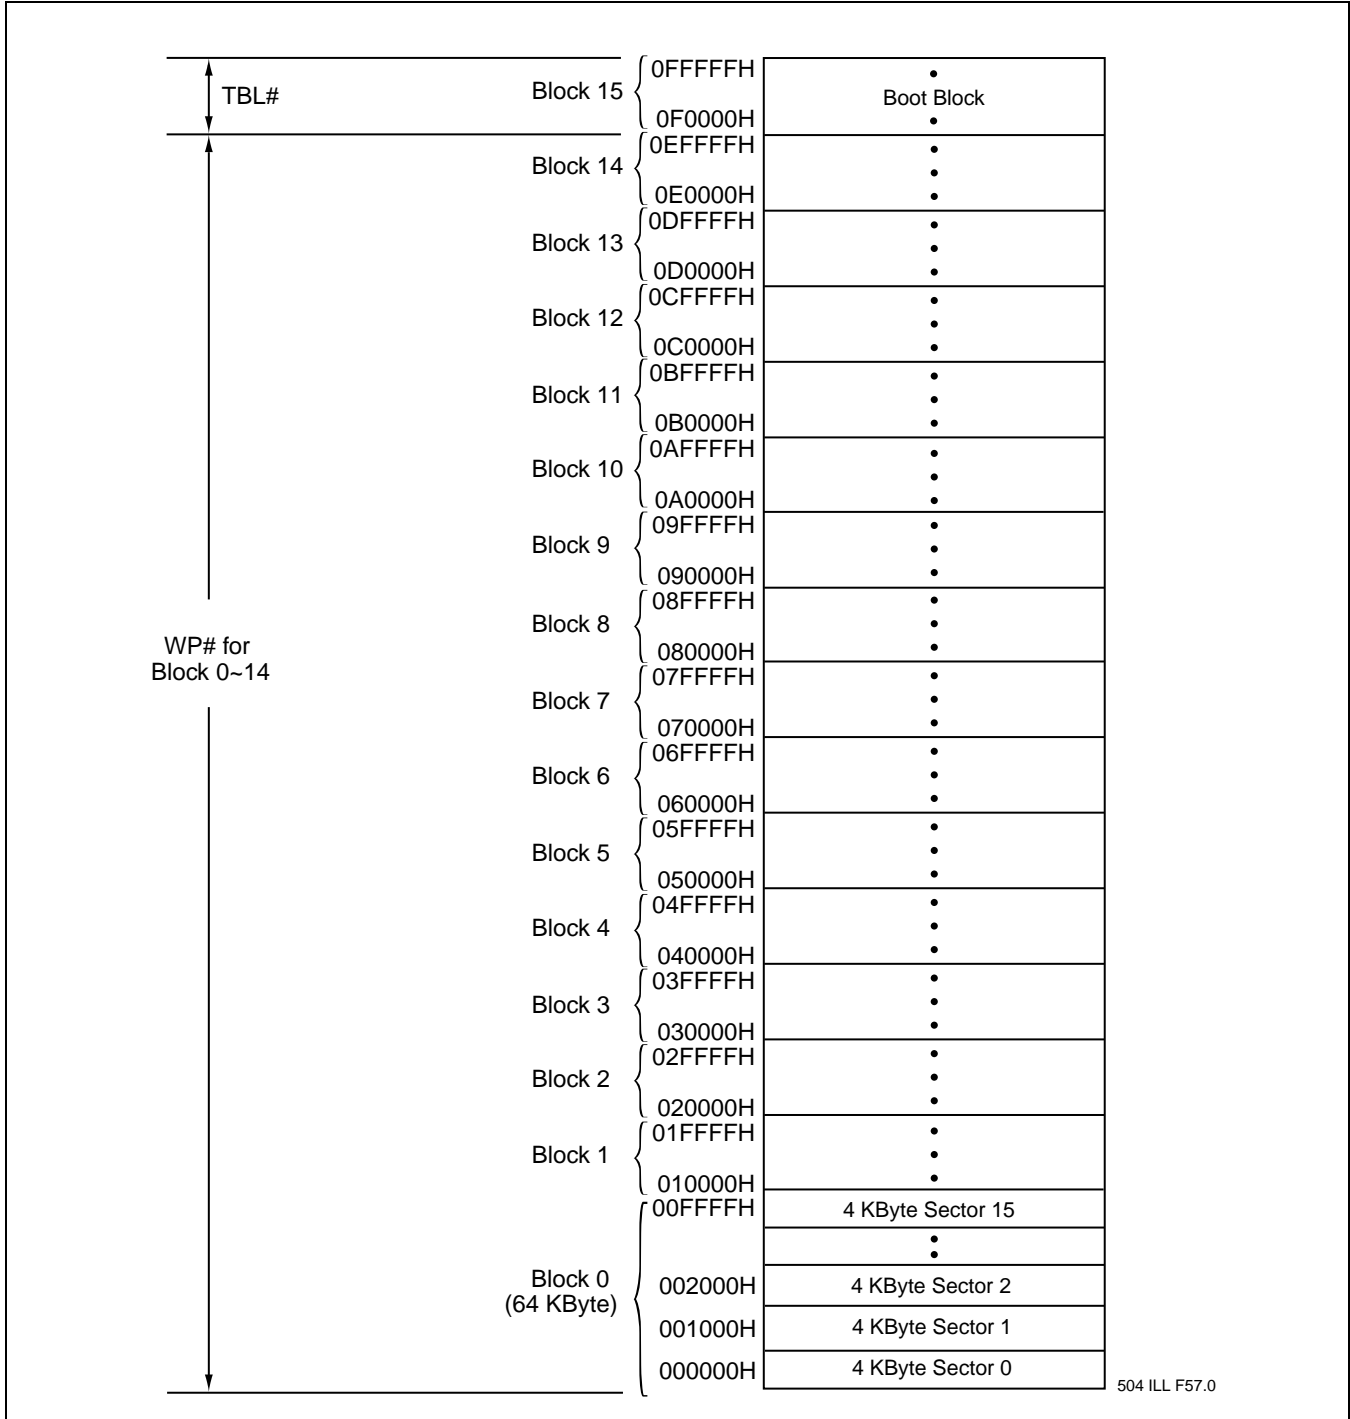 TBL#
Block 15
0FFFFFH
0F0000H
Boot Block
Block 14
0EFFFFH
0E0000H
Block 13
0DFFFFH
0D0000H
Block 12
0CFFFFH
0C0000H
Block 11
0BFFFFH
0B0000H
Block 10
0AFFFFH
0A0000H
Block 9
09FFFFH
090000H
Block 8
08FFFFH
080000H
WP# for
Block 0~14
Block 7
07FFFFH
070000H
Block 6
06FFFFH
060000H
Block 5
05FFFFH
050000H
Block 4
04FFFFH
040000H
Block 3
03FFFFH
030000H
Block 2
02FFFFH
020000H
Block 1
01FFFFH
010000H
Block 0
(64 KByte)
00FFFFH
4 KByte Sector 15
002000H
4 KByte Sector 2
001000H
4 KByte Sector 1
000000H
4 KByte Sector 0
504 ILL F57.0